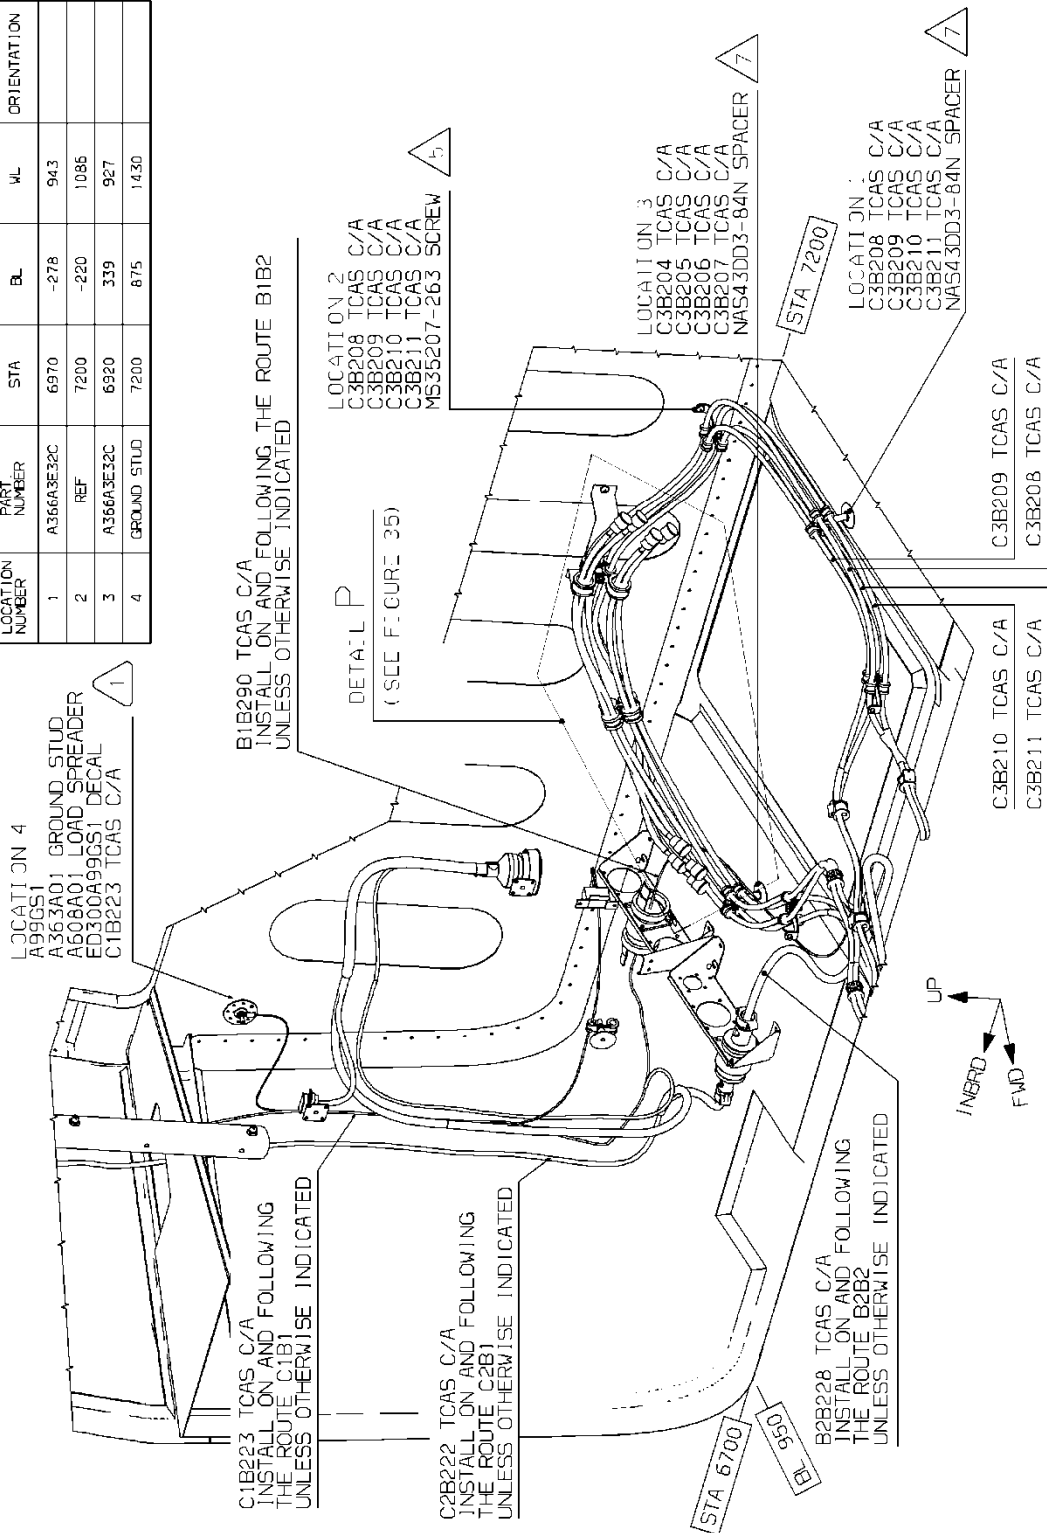 LOCATION NUMBER PART NUMBER STA BL WL ORIENTATION
1 A366A3E32C 6970 -278 943
2 REF 7200 -220 1086
3 A366A3E32C 6920 339 927
4 GROUND STUD 7200 875 1430
LOCATION 4
A99GS1
A363A01 GROUND STUD
A608A01 LOAD SPREADER
ED300A99GS1 DECAL
C1B223 TCAS C/A
1
B1B290 TCAS C/A
INSTALL ON AND FOLLOWING THE ROUTE B1B2
UNLESS OTHERWISE INDICATED
LOCATION 2
C3B208 TCAS C/A
C3B209 TCAS C/A
C3B210 TCAS C/A
C3B211 TCAS C/A
MS35207-263 SCREW
5
DETAIL P
(SEE FIGURE 35)
LOCATION 3
C3B204 TCAS C/A
C3B205 TCAS C/A
C3B206 TCAS C/A
C3B207 TCAS C/A
NAS43DD3-84N SPACER
7
STA 7200
LOCATION
C3B208 TCAS C/A
C3B209 TCAS C/A
C3B210 TCAS C/A
C3B211 TCAS C/A
NAS43DD3-84N SPACER
7
C3B209 TCAS C/A
C3B208 TCAS C/A
C3B210 TCAS C/A
C3B211 TCAS C/A
UP
INBRD
FWD
C1B223 TCAS C/A
INSTALL ON AND FOLLOWING
THE ROUTE C1B1
UNLESS OTHERWISE INDICATED
C2B222 TCAS C/A
INSTALL ON AND FOLLOWING
THE ROUTE C2B1
UNLESS OTHERWISE INDICATED
B2B228 TCAS C/A
INSTALL ON AND FOLLOWING
THE ROUTE B2B2
UNLESS OTHERWISE INDICATED
STA 6700
BL 950